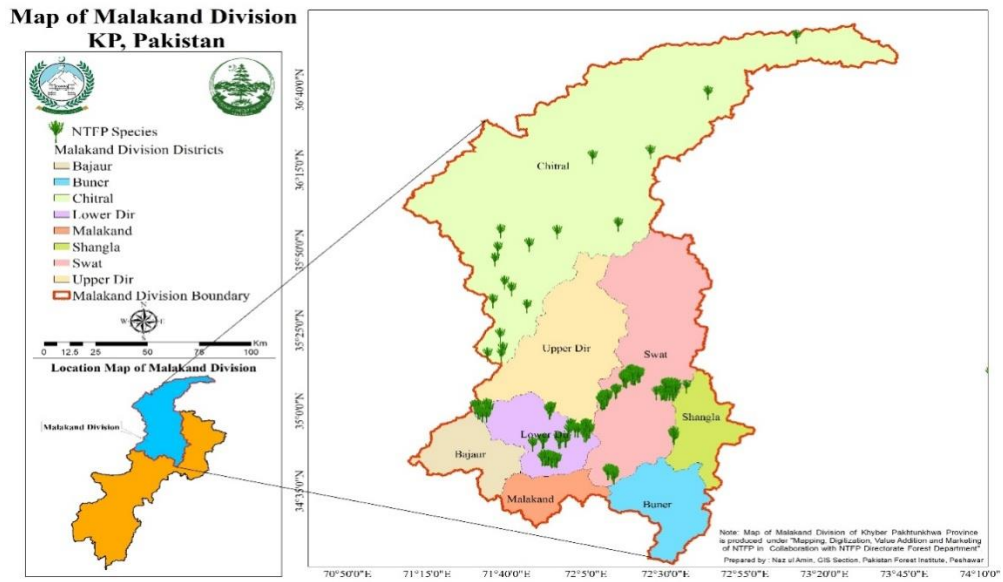 Map of Malakand Division
KP, Pakistan
NTFP Species
Malakand Division Districts
Bajaur
Buner
Chitral
Lower Dir
Malakand
Shangla
Swat
Upper Dir
Malakand Division Boundary
N
W E
S
0 12.5 25 50 75 100
Km
Location Map of Malakand Division
Malakand Division
36°40'0"N
36°15'0"N
35°50'0"N
35°25'0"N
35°0'0"N
34°35'0"N
Chitral
Upper Dir
Swat
Shangla
Lower Dir
Bajaur
Malakand
Buner
Note: Map of Malakand Division of Khyber Pakhtunkhwa Province
is produced under "Mapping, Digitization, Value Addition and Marketing
of NTFP in Collaboration with NTFP Directorate Forest Department"
Prepared by : Naz ul Amin, GIS Section, Pakistan Forest Institute, Peshawar
70°50'0"E 71°15'0"E 71°40'0"E 72°5'0"E 72°30'0"E 72°55'0"E 73°20'0"E 73°45'0"E 74°10'0"E